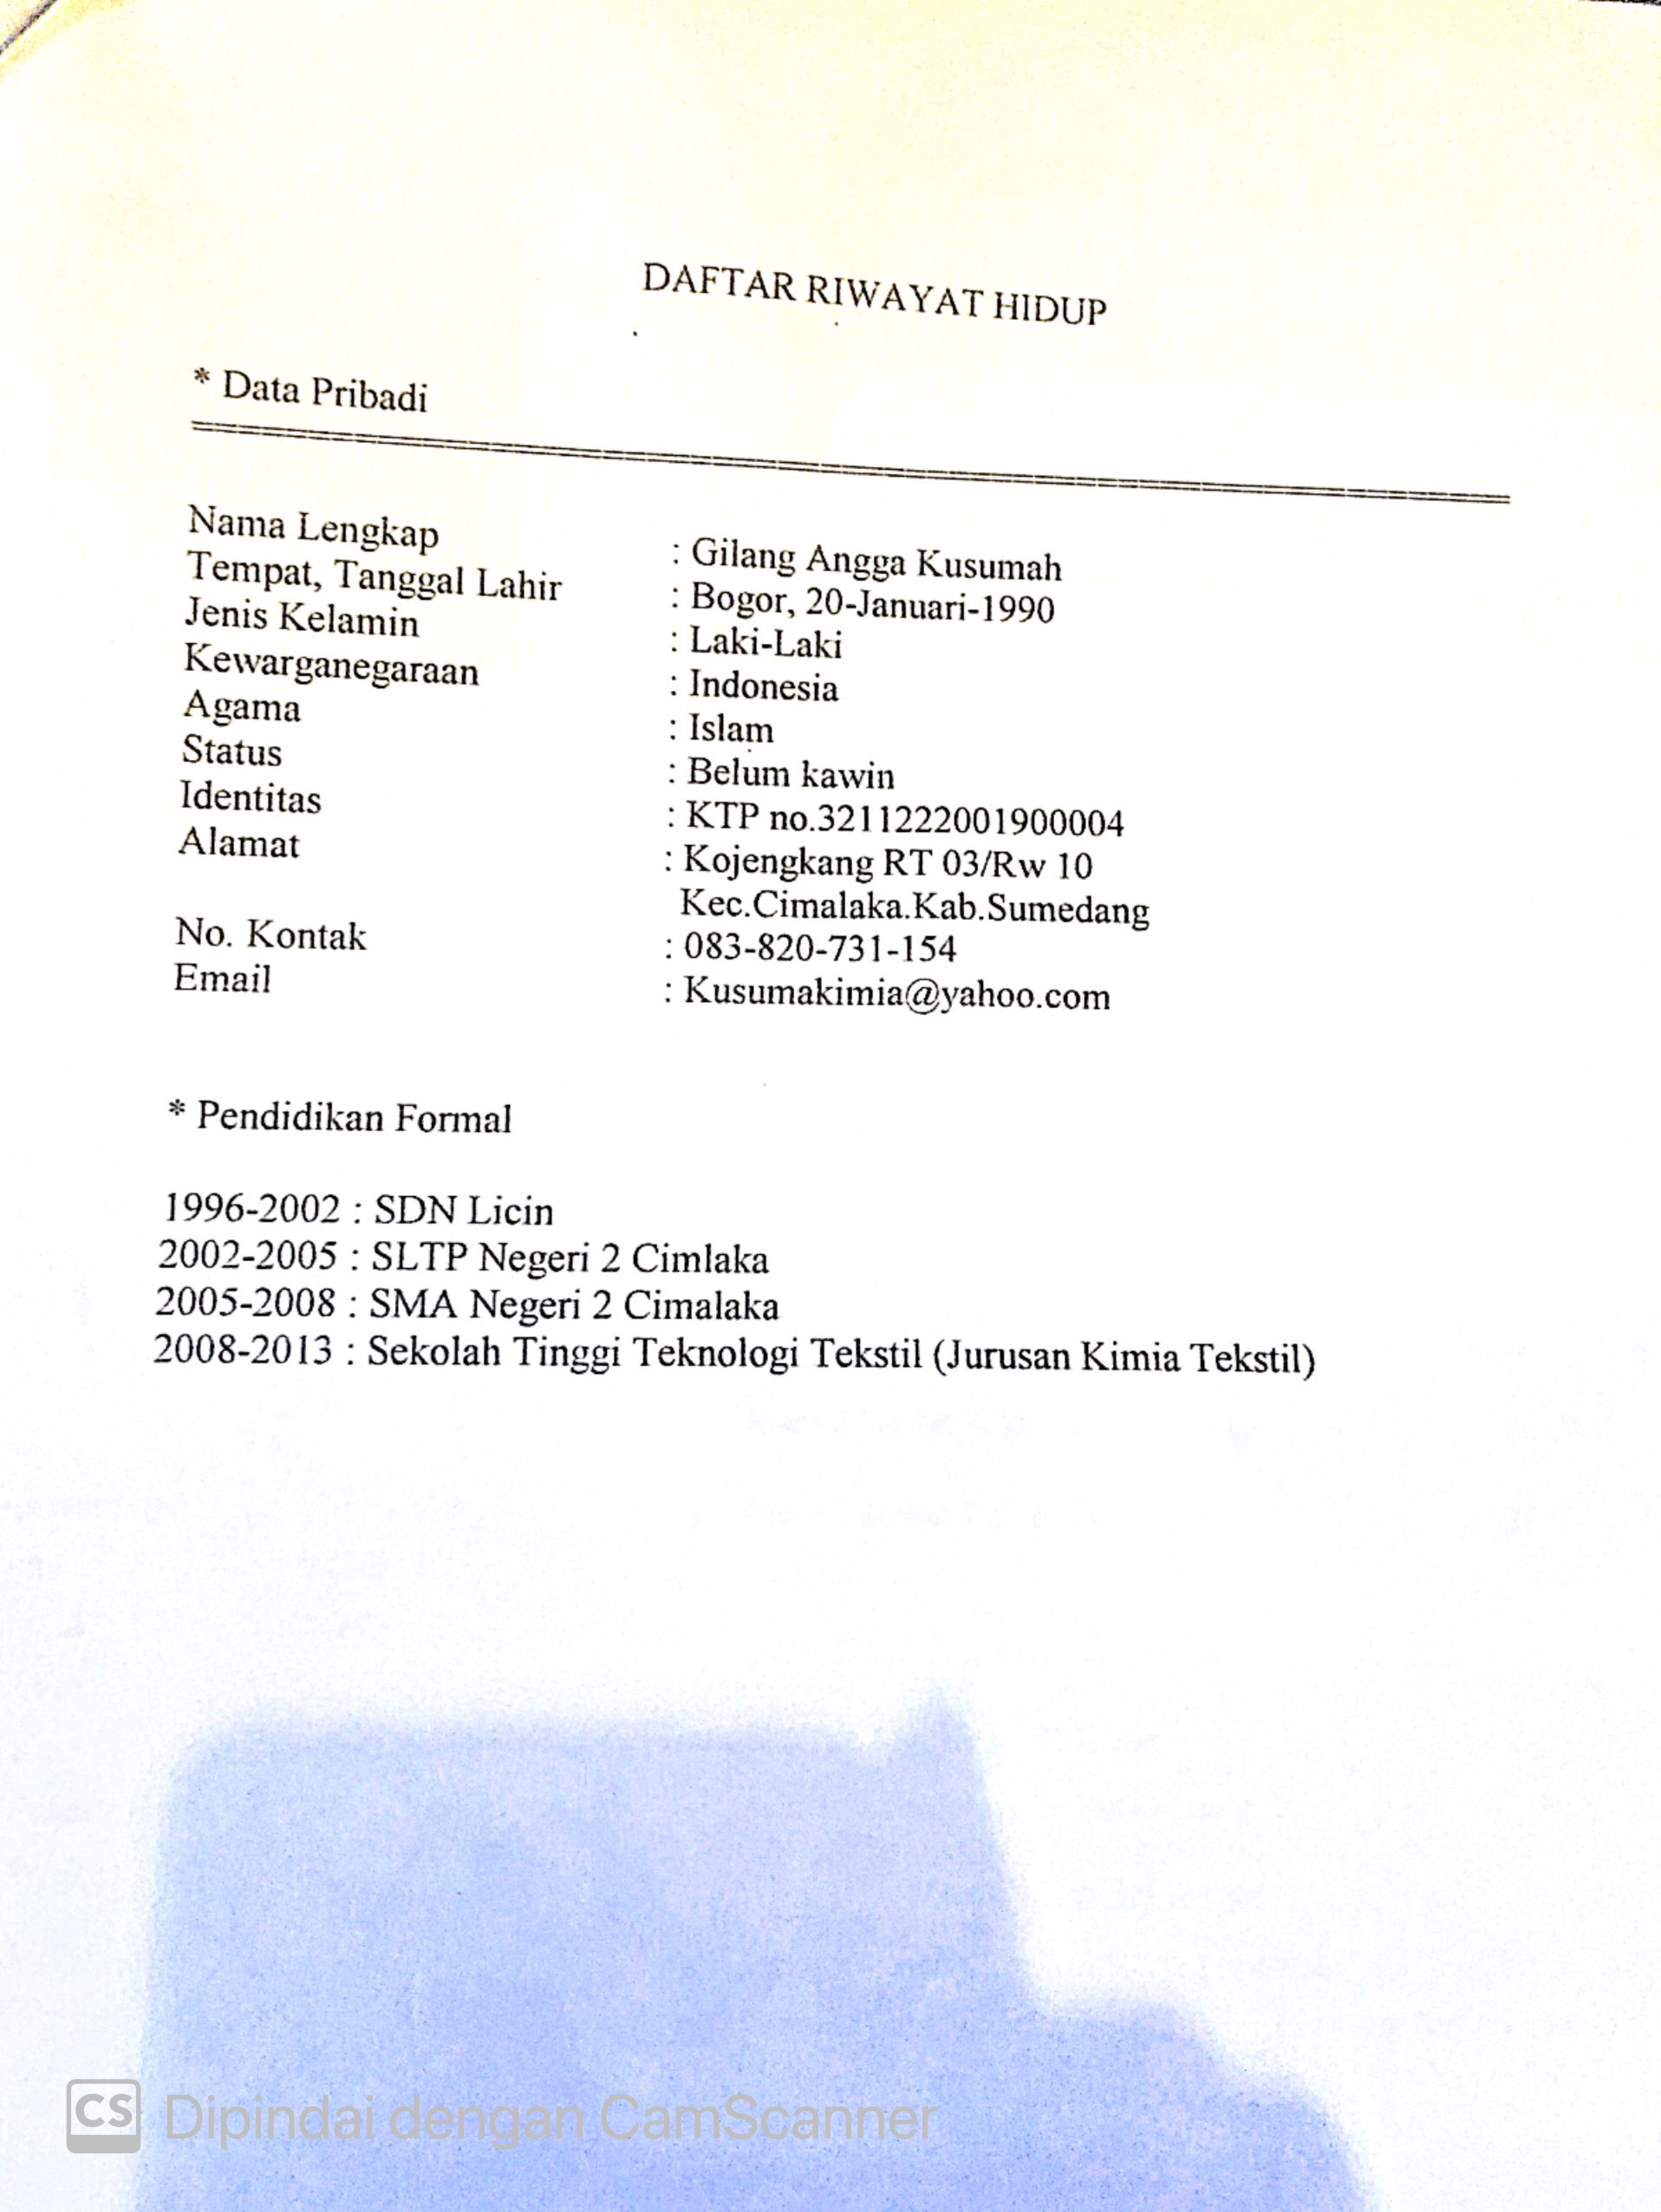 DAFTAR RIWAYAT HIDUP
* Data Pribadi
Nama Lengkap : Gilang Angga Kusumah
Tempat, Tanggal Lahir : Bogor, 20-Januari-1990
Jenis Kelamin : Laki-Laki
Kewarganegaraan : Indonesia
Agama : Islam
Status : Belum kawin
Identitas : KTP no.3211222001900004
Alamat : Kojengkang RT 03/Rw 10
Kec.Cimalaka.Kab.Sumedang
No. Kontak : 083-820-731-154
Email : Kusumakimia@yahoo.com
* Pendidikan Formal
1996-2002 : SDN Licin
2002-2005 : SLTP Negeri 2 Cimlaka
2005-2008 : SMA Negeri 2 Cimalaka
2008-2013 : Sekolah Tinggi Teknologi Tekstil (Jurusan Kimia Tekstil)
CS Dipindai dengan CamScanner